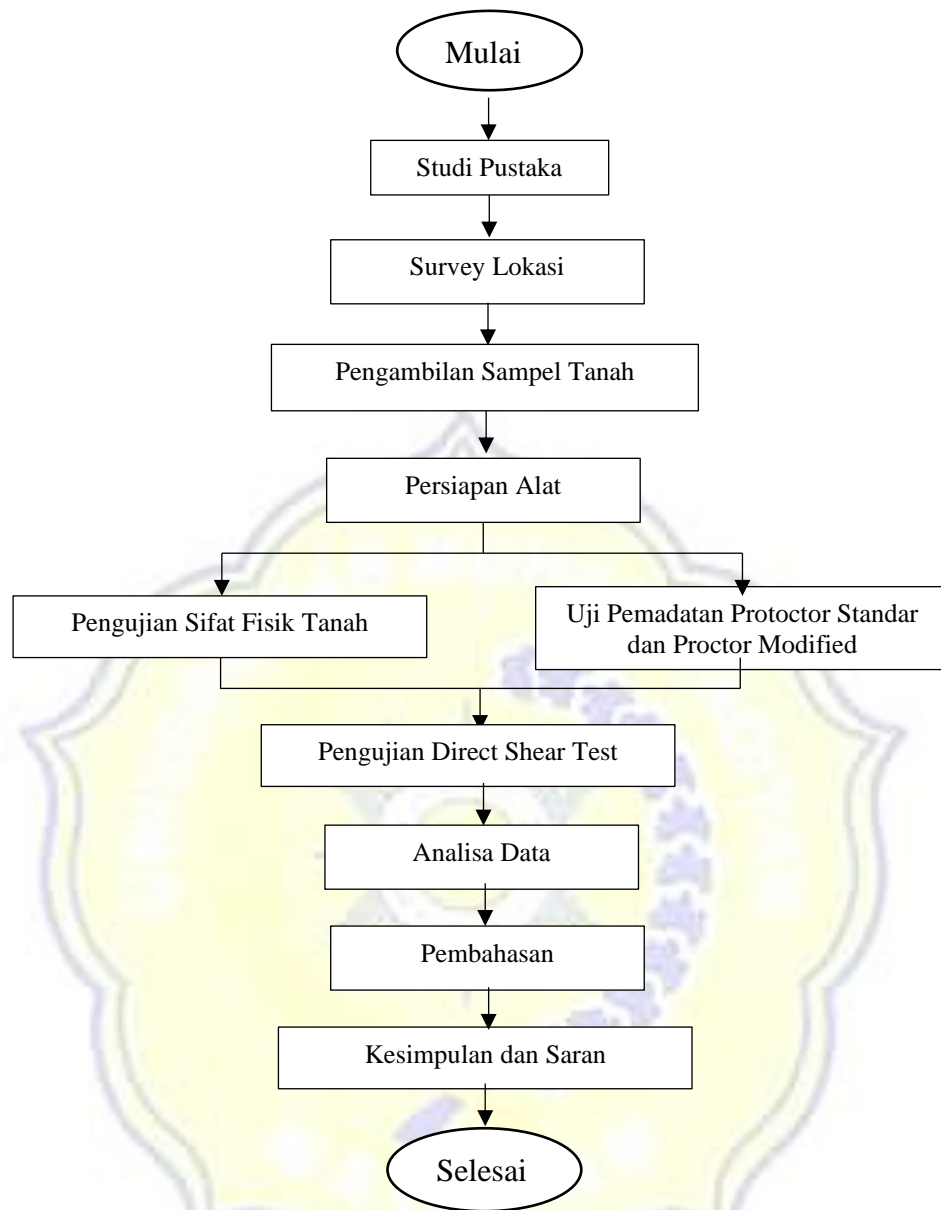 Mulai
Studi Pustaka
Survey Lokasi
Pengambilan Sampel Tanah
Persiapan Alat
Pengujian Sifat Fisik Tanah
Uji Pemadatan Protoctor Standar
dan Proctor Modified
Pengujian Direct Shear Test
Analisa Data
Pembahasan
Kesimpulan dan Saran
Selesai